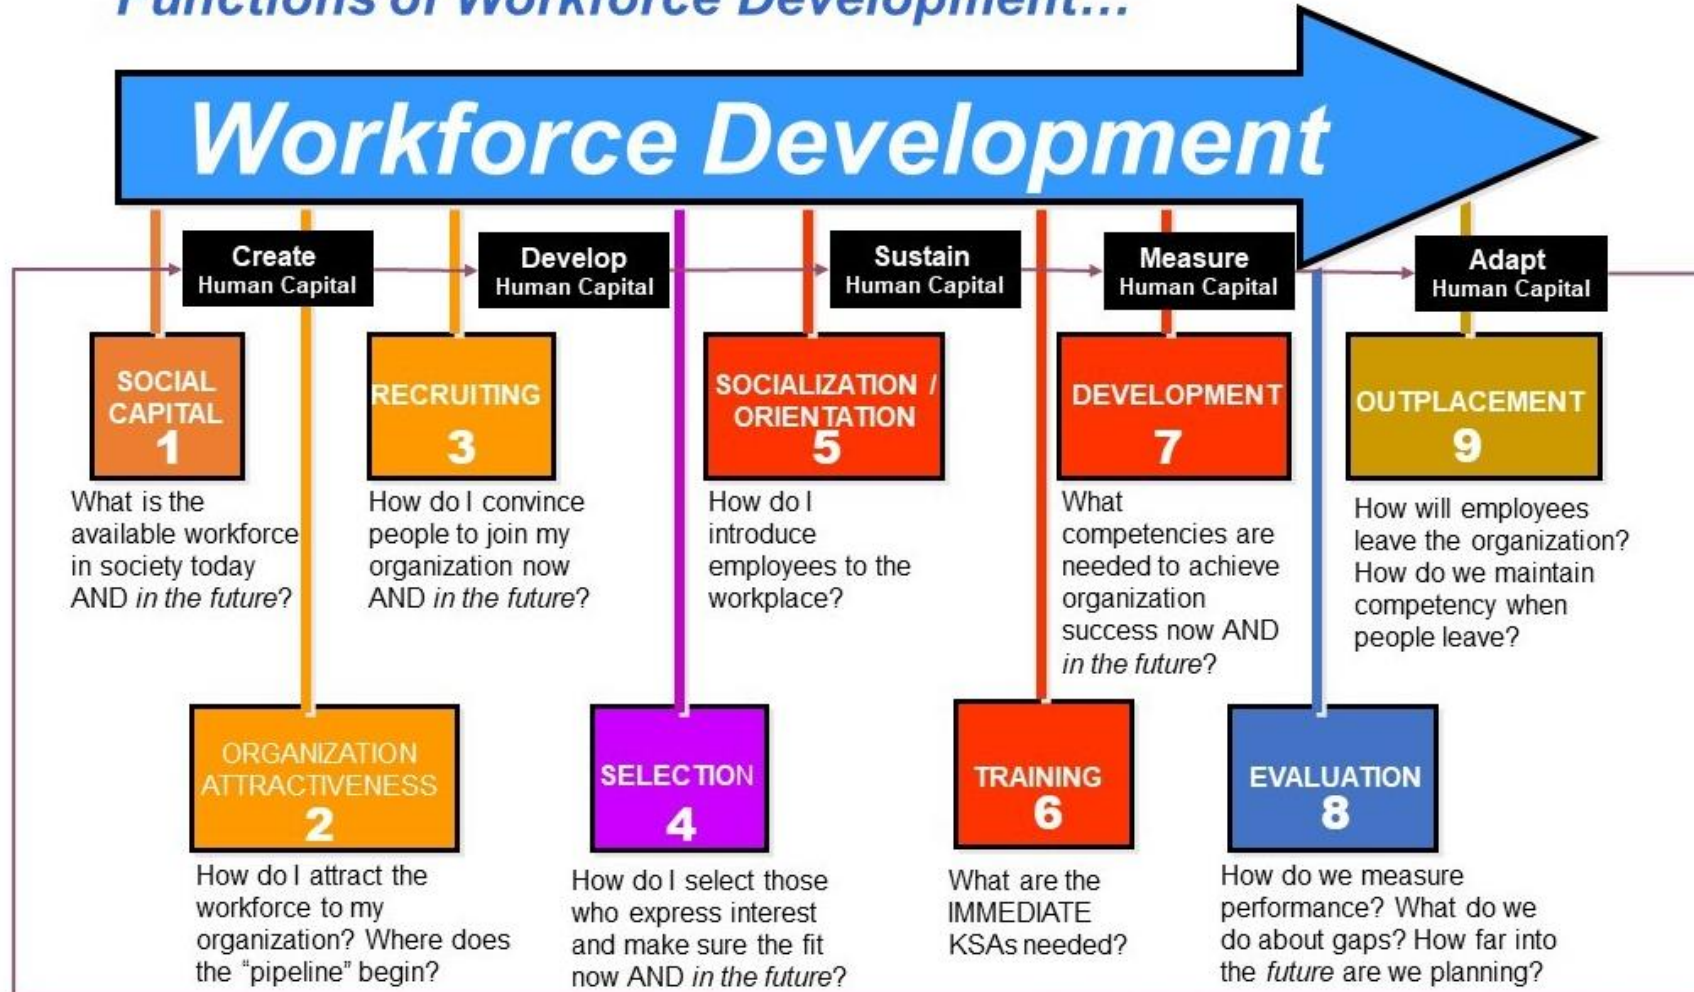 Functions of Workforce Development...
Workforce Development
Create
Human Capital
Develop
Human Capital
Sustain
Human Capital
Measure
Human Capital
Adapt
Human Capital
SOCIAL
CAPITAL
1
What is the
available workforce
in society today
AND in the future?
ORGANIZATION
ATTRACTIVENESS
2
How do I attract the
workforce to my
organization? Where does
the “pipeline” begin?
RECRUITING
3
How do I convince
people to join my
organization now
AND in the future?
SELECTION
4
How do I select those
who express interest
and make sure the fit
now AND in the future?
SOCIALIZATION /
ORIENTATION
5
How do I
introduce
employees to the
workplace?
TRAINING
6
What are the
IMMEDIATE
KSAs needed?
DEVELOPMENT
7
What
competencies are
needed to achieve
organization
success now AND
in the future?
EVALUATION
8
How do we measure
performance? What do we
do about gaps? How far into
the future are we planning?
OUTPLACEMENT
9
How will employees
leave the organization?
How do we maintain
competency when
people leave?